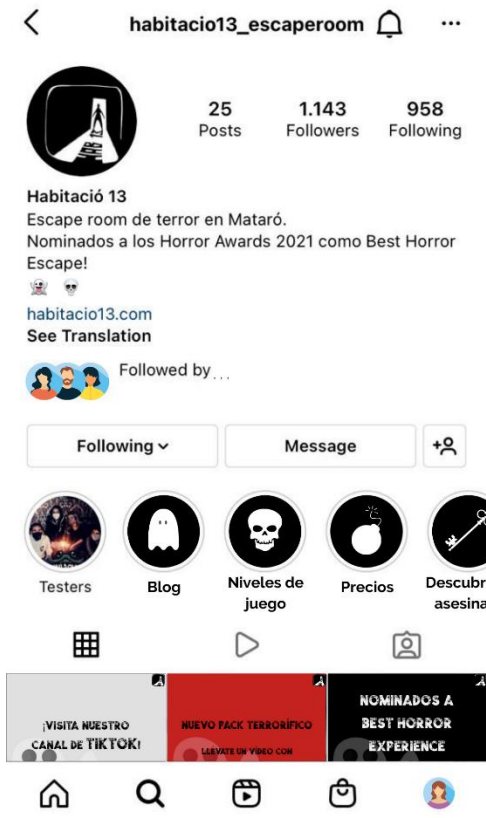 habitacio13_escaperoom
25 1.143 958
Posts Followers Following
HAB 13
Habitació 13
Escape room de terror en Mataró.
Nominados a los Horror Awards 2021 como Best Horror
Escape!
habitacio13.com
See Translation
Followed by...
Following Message
Testers Blog Niveles de juego Precios Descubr asesina
¡VISITA NUESTRO
CANAL DE TIKTOK!
NUEVO PACK TERRORÍFICO
LLEVATE UN VÍDEO CON
NOMINADOS A
BEST HORROR
EXPERIENCE